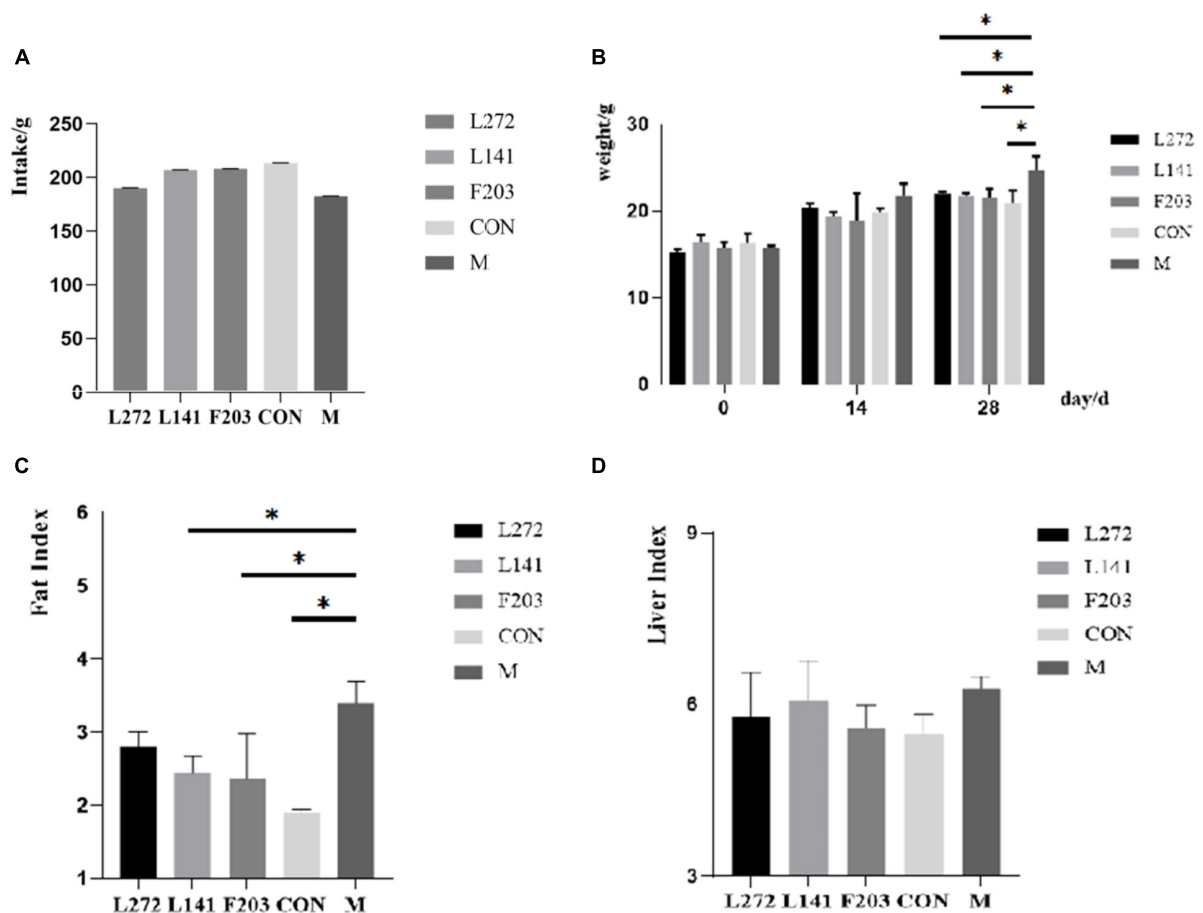 A
Intake/g
250
200
150
100
50
0
L272 L141 F203 CON M
L272
L141
F203
CON
M
B
weight/g
30
20
10
0
0 14 28
day/d
* 
*
*
*
L272
L141
F203
CON
M
C
Fat Index
6
5
4
3
2
1
L272 L141 F203 CON M
*
*
*
L272
L141
F203
CON
M
D
Liver Index
9
6
3
L272 L141 F203 CON M
L272
L141
F203
CON
M